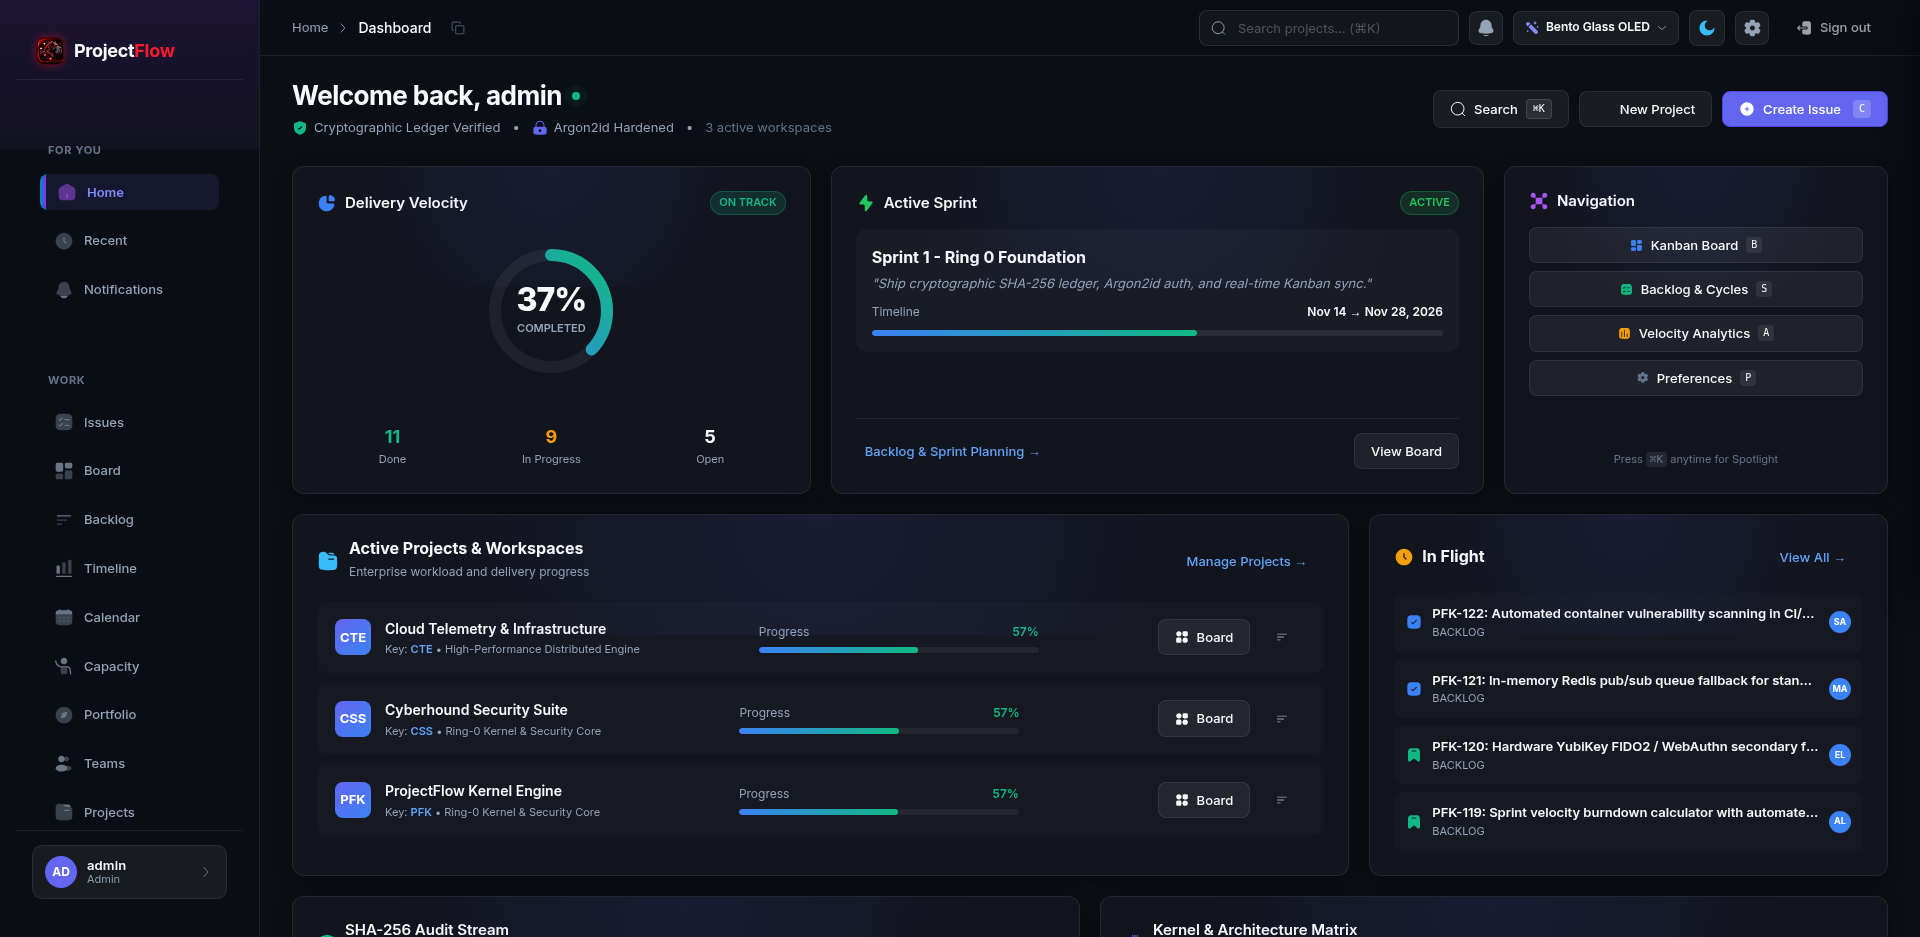 ProjectFlow
FOR YOU
Home
Recent
Notifications
WORK
Issues
Board
Backlog
Timeline
Calendar
Capacity
Portfolio
Teams
Projects
AD
admin
Admin
Home
Dashboard
Search projects... (⌘K)
Bento Glass OLED
Sign out
Welcome back, admin
Cryptographic Ledger Verified • Argon2id Hardened • 3 active workspaces
Search ⌘K
New Project
Create Issue C
Delivery Velocity
ON TRACK
37%
COMPLETED
11
Done
9
In Progress
5
Open
Active Sprint
ACTIVE
Sprint 1 - Ring 0 Foundation
"Ship cryptographic SHA-256 ledger, Argon2id auth, and real-time Kanban sync."
Timeline
Nov 14 → Nov 28, 2026
Backlog & Sprint Planning →
View Board
Navigation
Kanban Board B
Backlog & Cycles S
Velocity Analytics A
Preferences P
Press ⌘K anytime for Spotlight
Active Projects & Workspaces
Enterprise workload and delivery progress
Manage Projects →
CTE
Cloud Telemetry & Infrastructure
Key: CTE • High-Performance Distributed Engine
Progress
57%
Board
CSS
Cyberhound Security Suite
Key: CSS • Ring-0 Kernel & Security Core
Progress
57%
Board
PFK
ProjectFlow Kernel Engine
Key: PFK • Ring-0 Kernel & Security Core
Progress
57%
Board
In Flight
View All →
PFK-122: Automated container vulnerability scanning in CI/...
BACKLOG
SA
PFK-121: In-memory Redis pub/sub queue fallback for stan...
BACKLOG
MA
PFK-120: Hardware YubiKey FIDO2 / WebAuthn secondary f...
BACKLOG
EL
PFK-119: Sprint velocity burndown calculator with automate...
BACKLOG
AL
SHA-256 Audit Stream
Kernel & Architecture Matrix